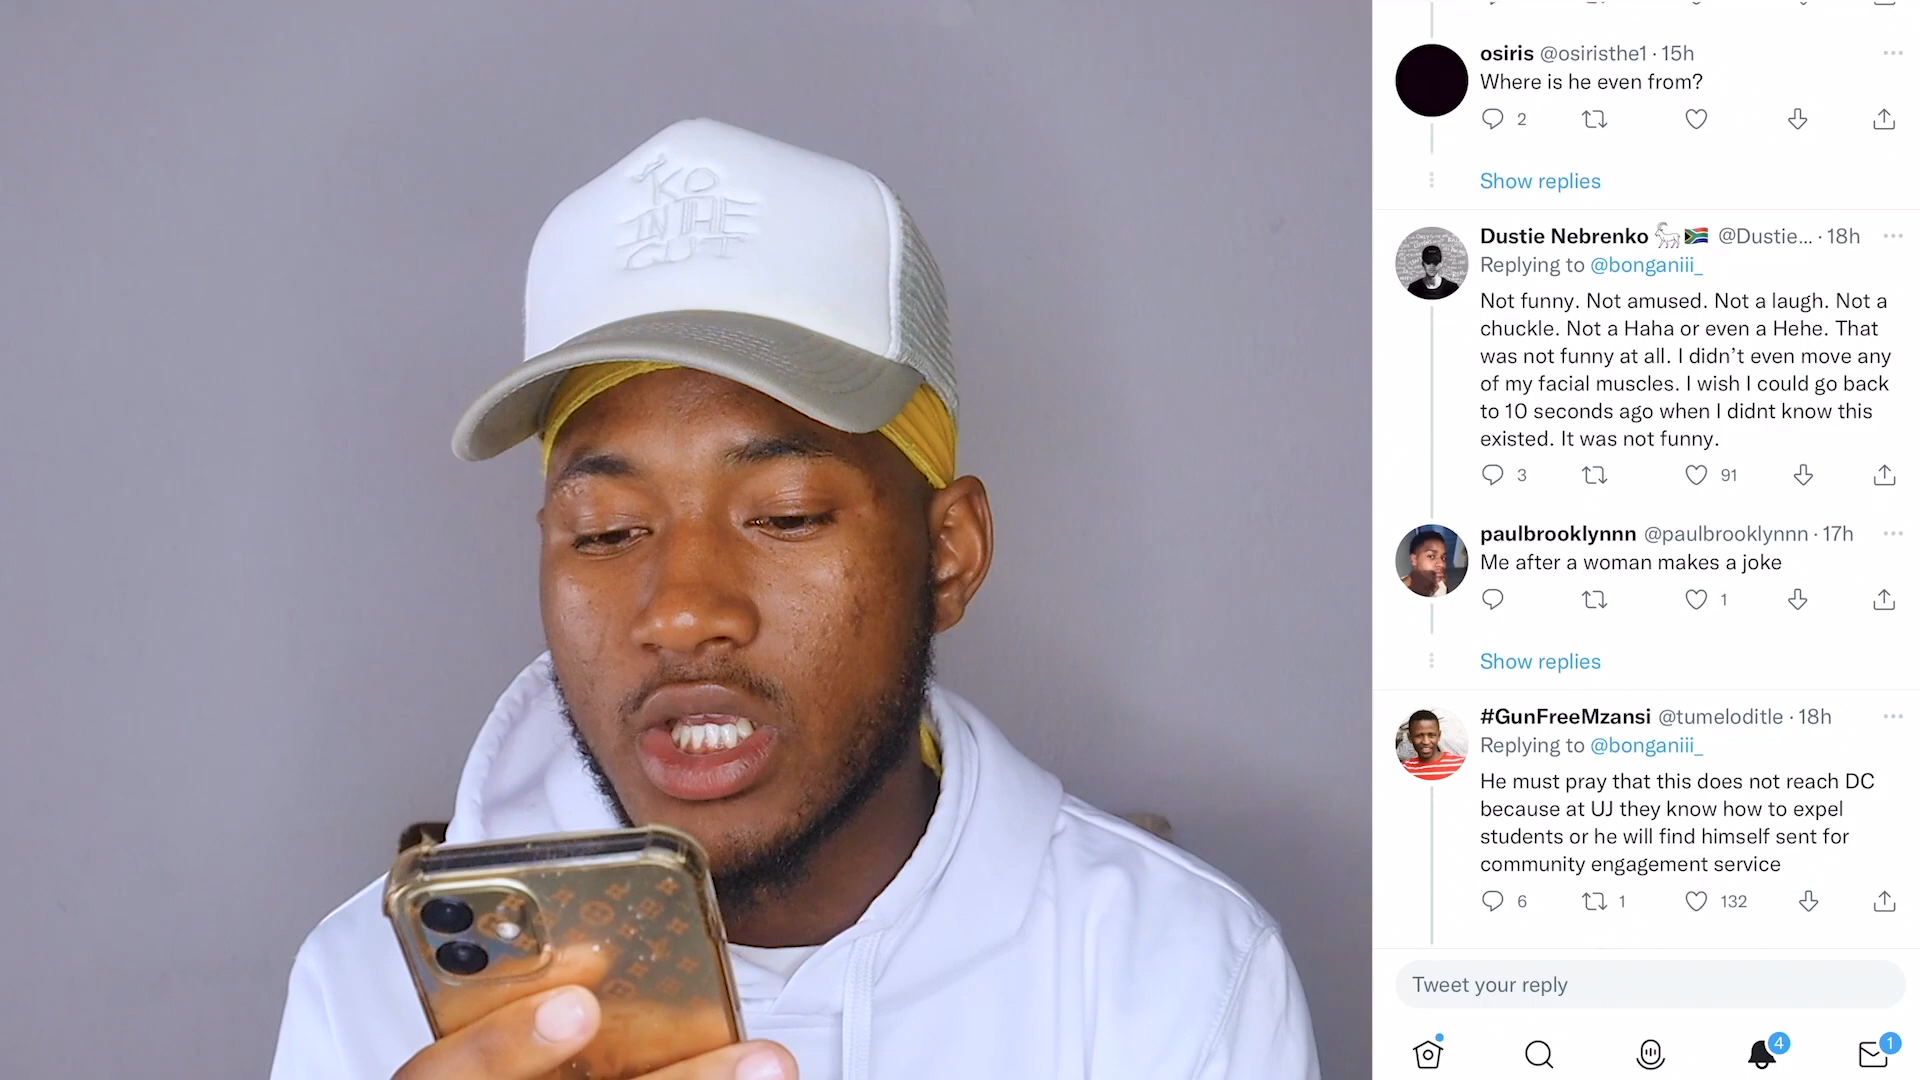 KO
IN THE
CUT
osiris @osiristhe1 · 15h
Where is he even from?
2
Show replies
Dustie Nebrenko 🐐🇿🇦 @Dustie... · 18h
Replying to @bonganiii_
Not funny. Not amused. Not a laugh. Not a
chuckle. Not a Haha or even a Hehe. That
was not funny at all. I didn’t even move any
of my facial muscles. I wish I could go back
to 10 seconds ago when I didnt know this
existed. It was not funny.
3 91
paulbrooklynnn @paulbrooklynnn · 17h
Me after a woman makes a joke
1
Show replies
#GunFreeMzansi @tumeloditle · 18h
Replying to @bonganiii_
He must pray that this does not reach DC
because at UJ they know how to expel
students or he will find himself sent for
community engagement service
6 1 132
Tweet your reply
4 1